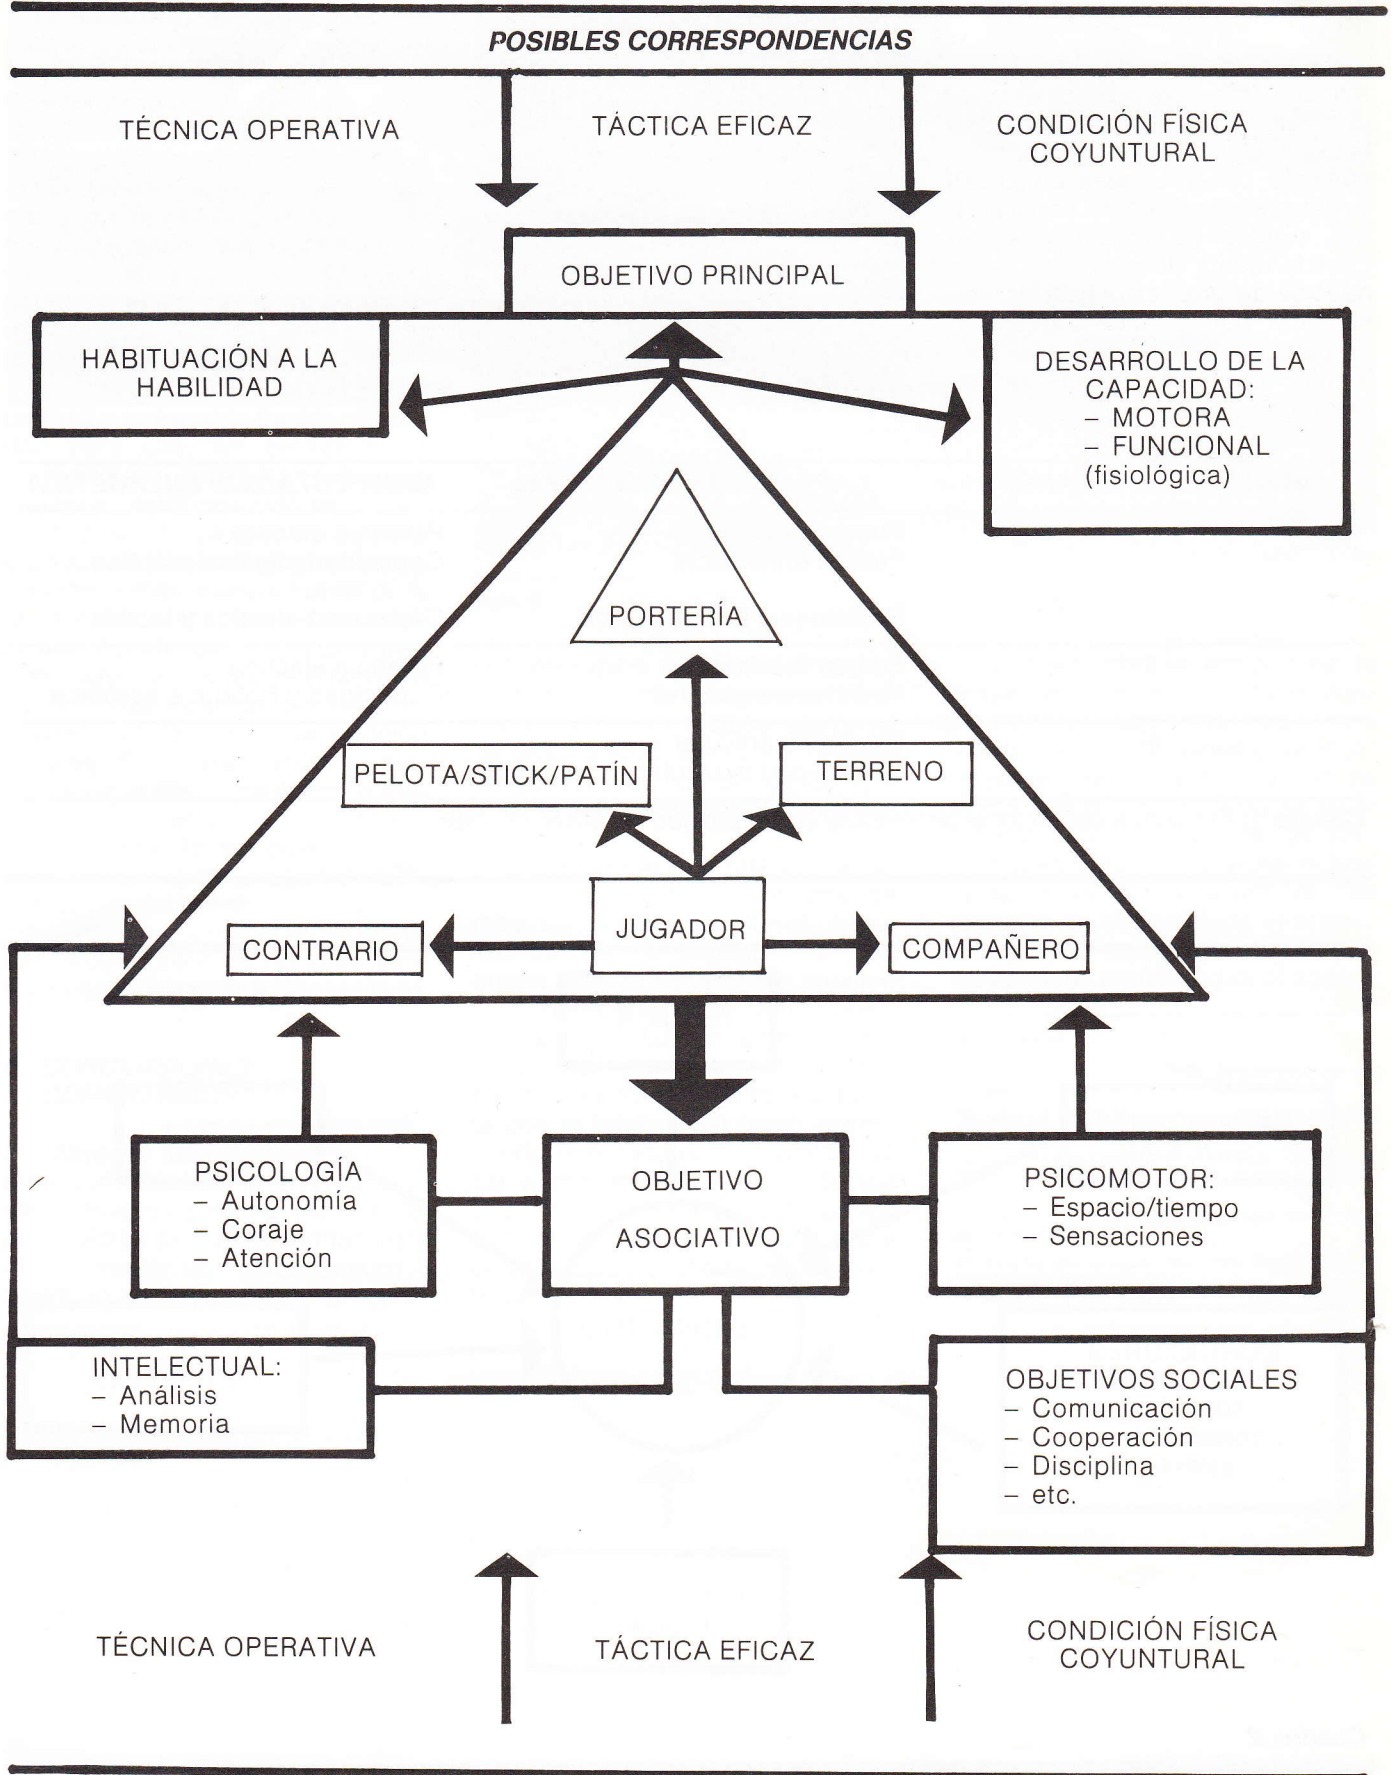 POSIBLES CORRESPONDENCIAS
TÉCNICA OPERATIVA
TÁCTICA EFICAZ
CONDICIÓN FÍSICA
COYUNTURAL
OBJETIVO PRINCIPAL
HABITUACIÓN A LA
HABILIDAD
DESARROLLO DE LA
CAPACIDAD:
– MOTORA
– FUNCIONAL
(fisiológica)
PORTERÍA
PELOTA/STICK/PATÍN
TERRENO
JUGADOR
CONTRARIO
COMPAÑERO
PSICOLOGÍA
– Autonomía
– Coraje
– Atención
OBJETIVO
ASOCIATIVO
PSICOMOTOR:
– Espacio/tiempo
– Sensaciones
INTELECTUAL:
– Análisis
– Memoria
OBJETIVOS SOCIALES
– Comunicación
– Cooperación
– Disciplina
– etc.
TÉCNICA OPERATIVA
TÁCTICA EFICAZ
CONDICIÓN FÍSICA
COYUNTURAL